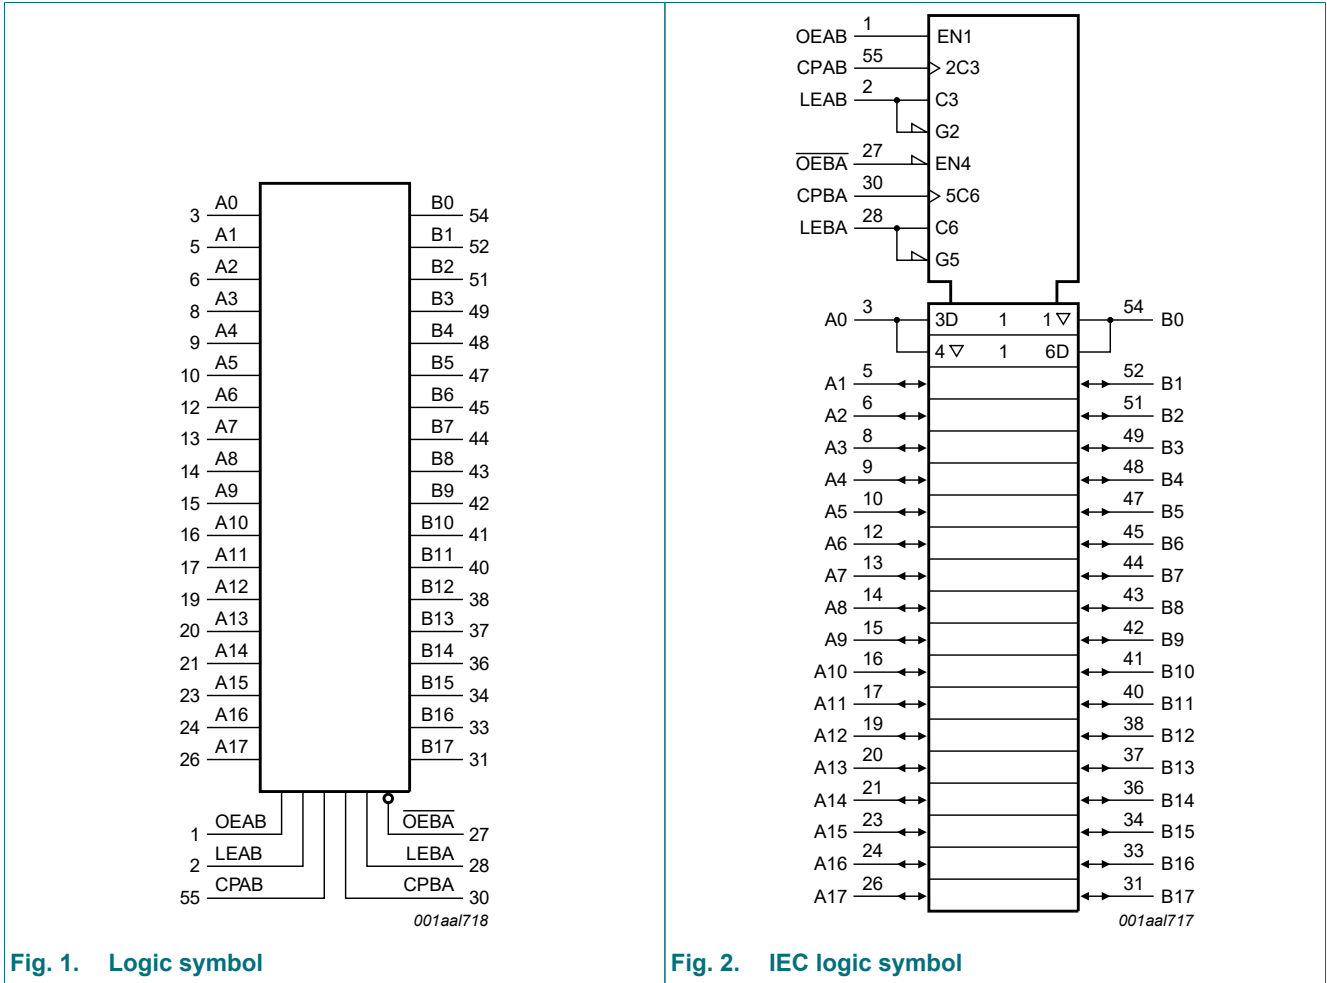 A0
3
B0
54
A1
5
B1
52
A2
6
B2
51
A3
8
B3
49
A4
9
B4
48
A5
10
B5
47
A6
12
B6
45
A7
13
B7
44
A8
14
B8
43
A9
15
B9
42
A10
16
B10
41
A11
17
B11
40
A12
19
B12
38
A13
20
B13
37
A14
21
B14
36
A15
23
B15
34
A16
24
B16
33
A17
26
B17
31
OEAB
1
OEBA
27
LEAB
2
LEBA
28
CPAB
55
CPBA
30
001aal718
Fig. 1. Logic symbol
OEAB 1 EN1
CPAB 55 2C3
LEAB 2 C3
G2
OEBA 27 EN4
CPBA 30 5C6
LEBA 28 C6
G5
A0 3 3D 1 1 ▽ 54 B0
4 ▽ 1 6D
A1 5 52 B1
A2 6 51 B2
A3 8 49 B3
A4 9 48 B4
A5 10 47 B5
A6 12 45 B6
A7 13 44 B7
A8 14 43 B8
A9 15 42 B9
A10 16 41 B10
A11 17 40 B11
A12 19 38 B12
A13 20 37 B13
A14 21 36 B14
A15 23 34 B15
A16 24 33 B16
A17 26 31 B17
001aal717
Fig. 2. IEC logic symbol